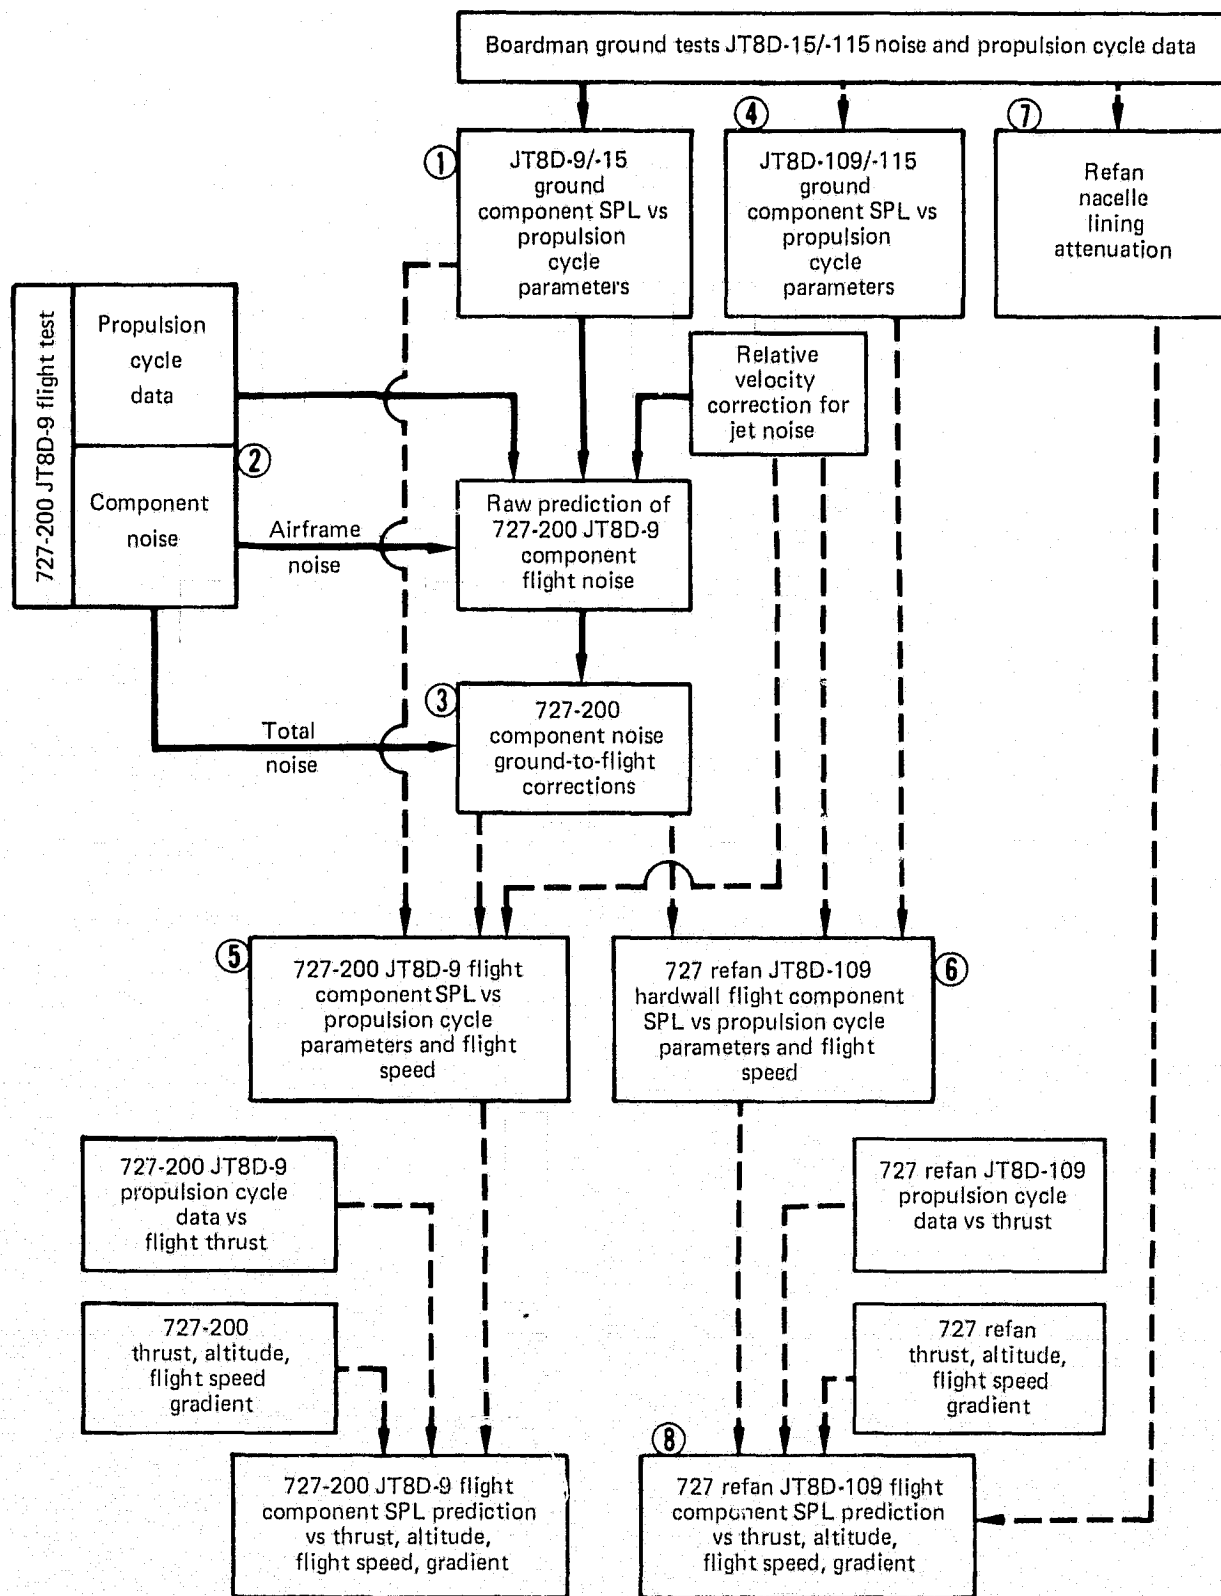 Boardman ground tests JT8D-15/-115 noise and propulsion cycle data
1
JT8D-9/-15
ground
component SPL vs
propulsion
cycle
parameters
4
JT8D-109/-115
ground
component SPL vs
propulsion
cycle
parameters
7
Refan
nacelle
lining
attenuation
727-200 JT8D-9 flight test
Propulsion
cycle
data
2
Component
noise
Relative
velocity
correction for
jet noise
Airframe
noise
Raw prediction of
727-200 JT8D-9
component
flight noise
Total
noise
3
727-200
component noise
ground-to-flight
corrections
5
727-200 JT8D-9 flight
component SPL vs
propulsion cycle
parameters and flight
speed
6
727 refan JT8D-109
hardwall flight component
SPL vs propulsion cycle
parameters and flight
speed
727-200 JT8D-9
propulsion cycle
data vs
flight thrust
727 refan JT8D-109
propulsion cycle
data vs thrust
727-200
thrust, altitude,
flight speed
gradient
727 refan
thrust, altitude,
flight speed
gradient
727-200 JT8D-9 flight
component SPL prediction
vs thrust, altitude,
flight speed, gradient
8
727 refan JT8D-109 flight
component SPL prediction
vs thrust, altitude,
flight speed, gradient